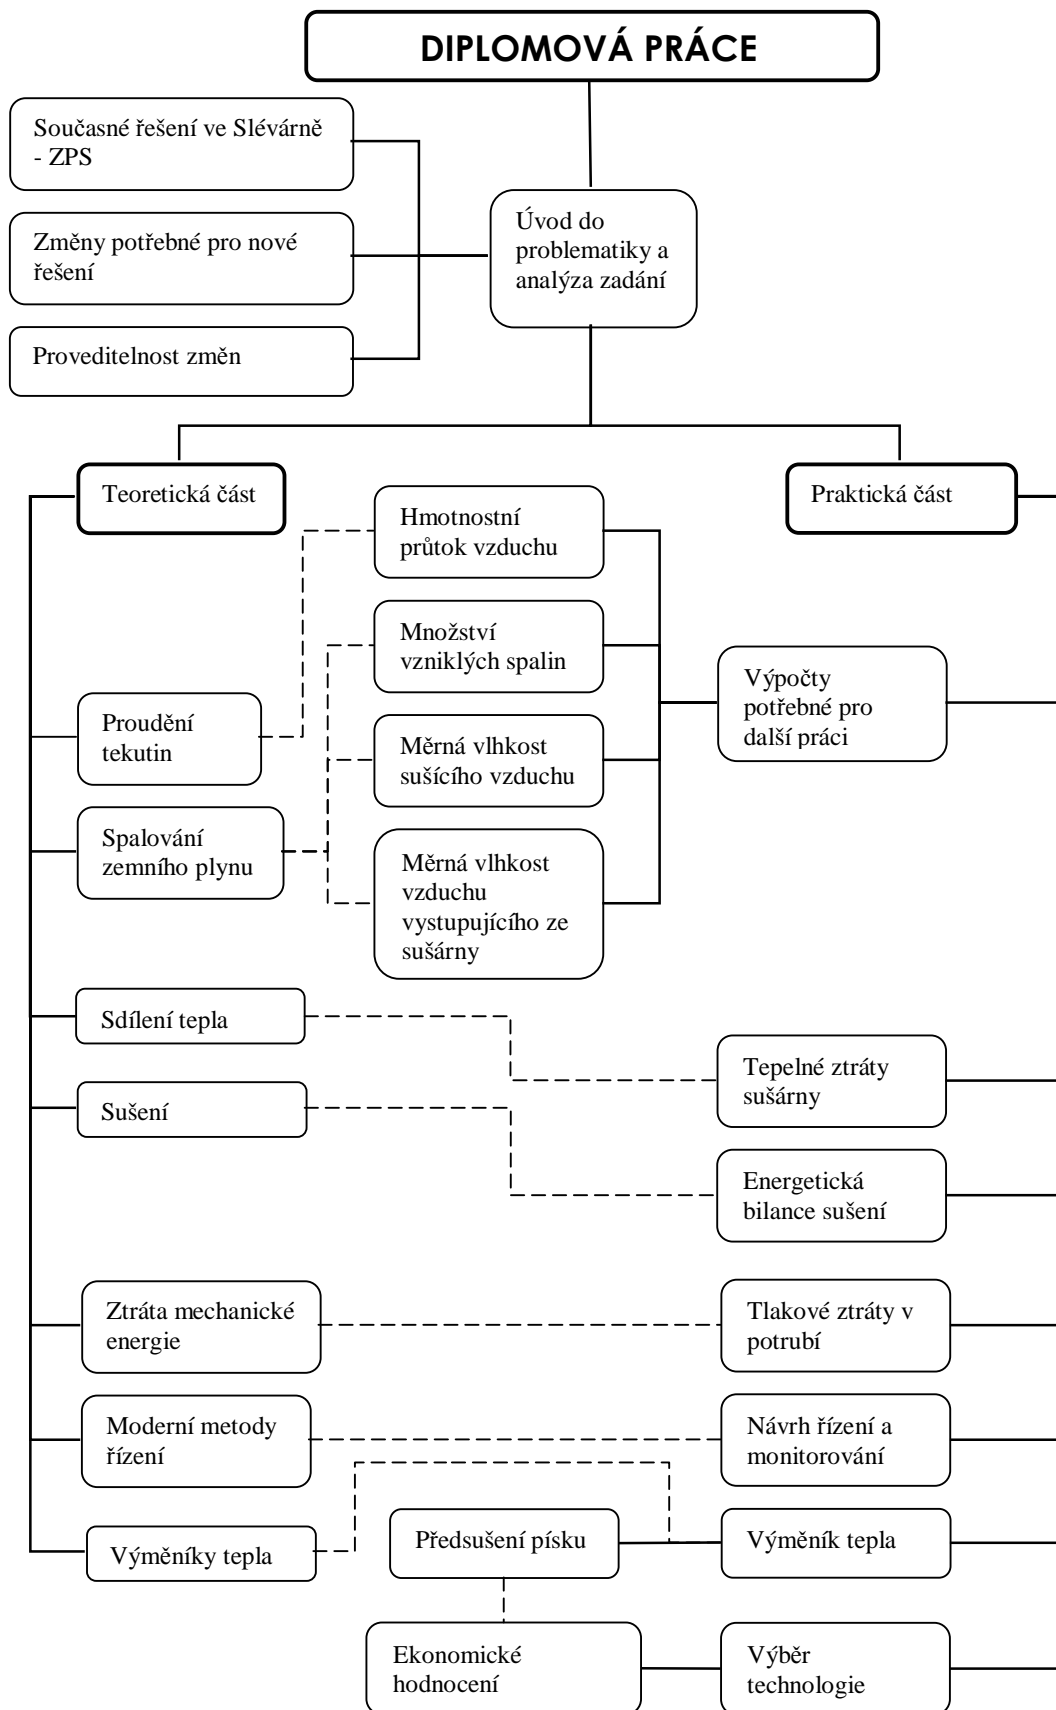 DIPLOMOVÁ PRÁCE
Současné řešení ve Slévárně
- ZPS
Změny potřebné pro nové
řešení
Proveditelnost změn
Úvod do
problematiky a
analýza zadání
Teoretická část
Praktická část
Hmotnostní
průtok vzduchu
Množství
vzniklých spalin
Měrná vlhkost
sušícího vzduchu
Měrná vlhkost
vzduchu
vystupujícího ze
sušárny
Výpočty
potřebné pro
další práci
Proudění
tekutin
Spalování
zemního plynu
Sdílení tepla
Sušení
Tepelné ztráty
sušárny
Energetická
bilance sušení
Ztráta mechanické
energie
Tlakové ztráty v
potrubí
Moderní metody
řízení
Návrh řízení a
monitorování
Výměníky tepla
Předsušení písku
Výměník tepla
Ekonomické
hodnocení
Výběr
technologie